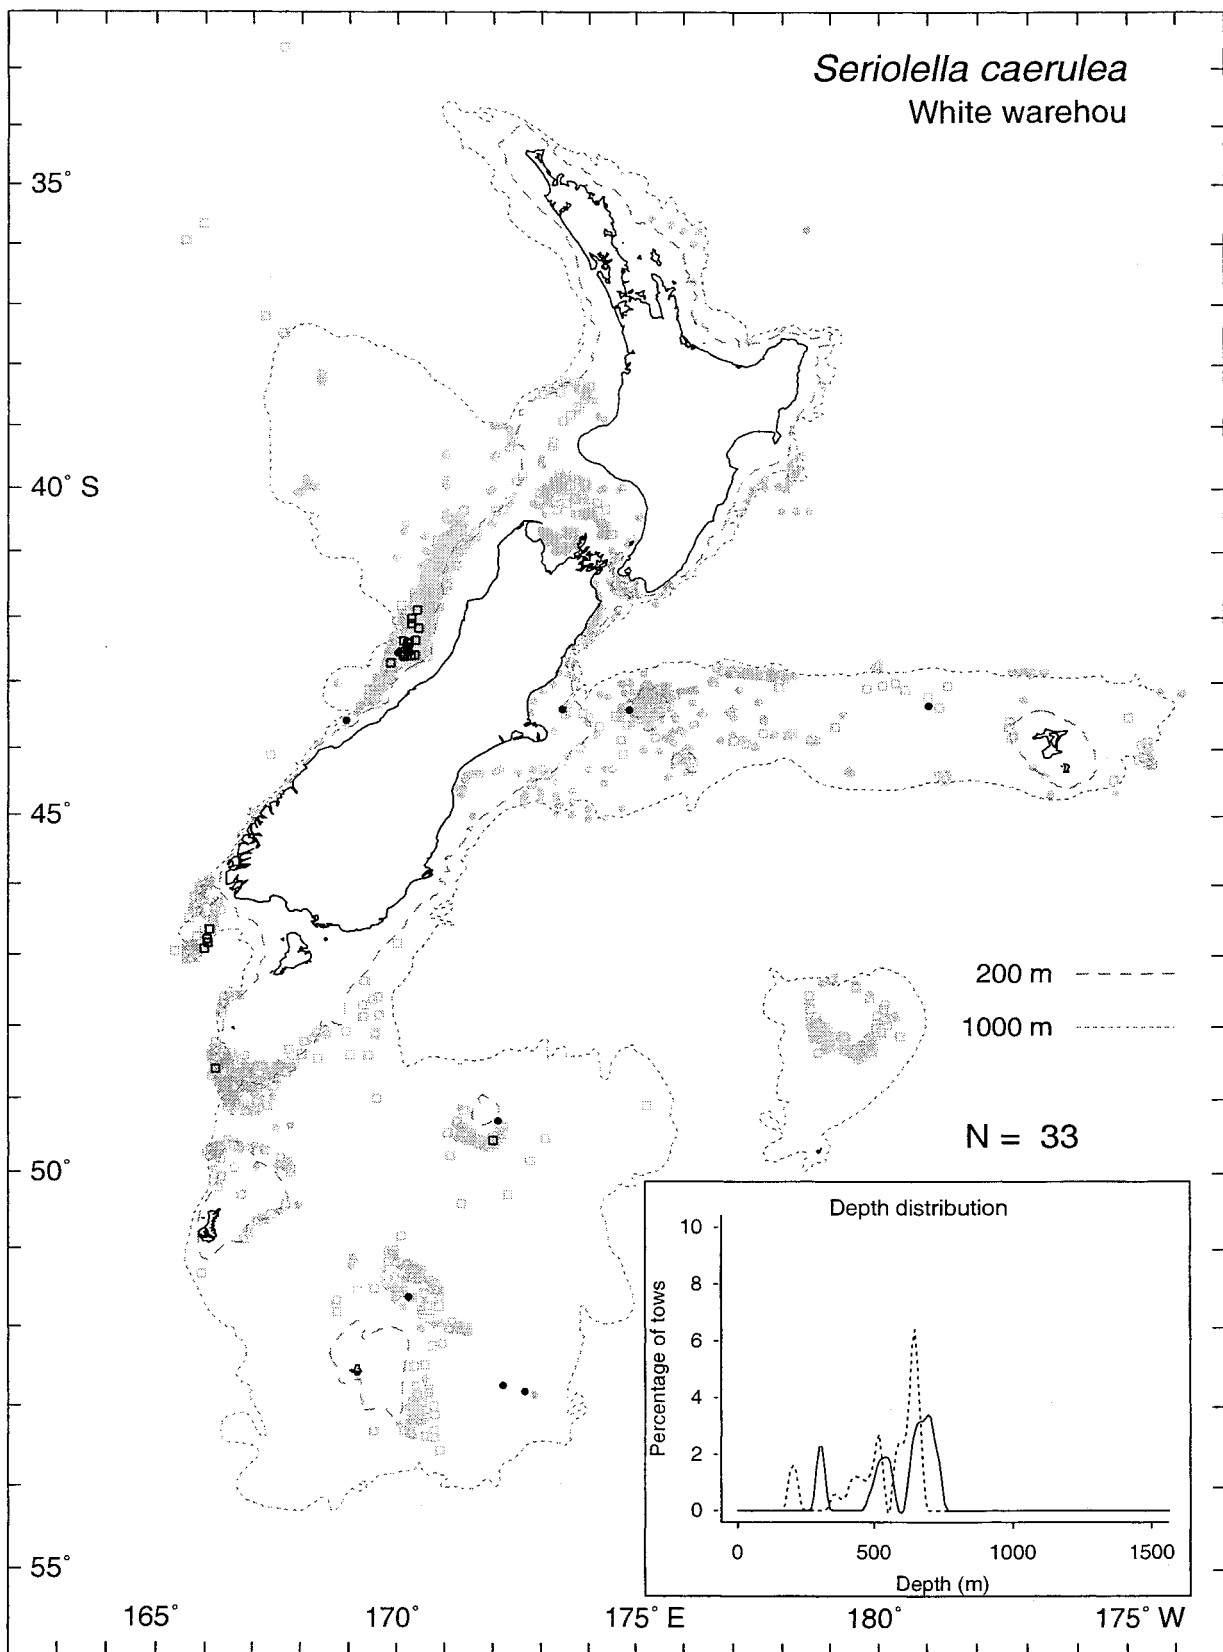 Seriolella caerulea
White warehou
35°
40° S
45°
50°
55°
165°
170°
175° E
180°
175° W
200 m
1000 m
N = 33
Depth distribution
Percentage of tows
10
8
6
4
2
0
0
500
1000
1500
Depth (m)